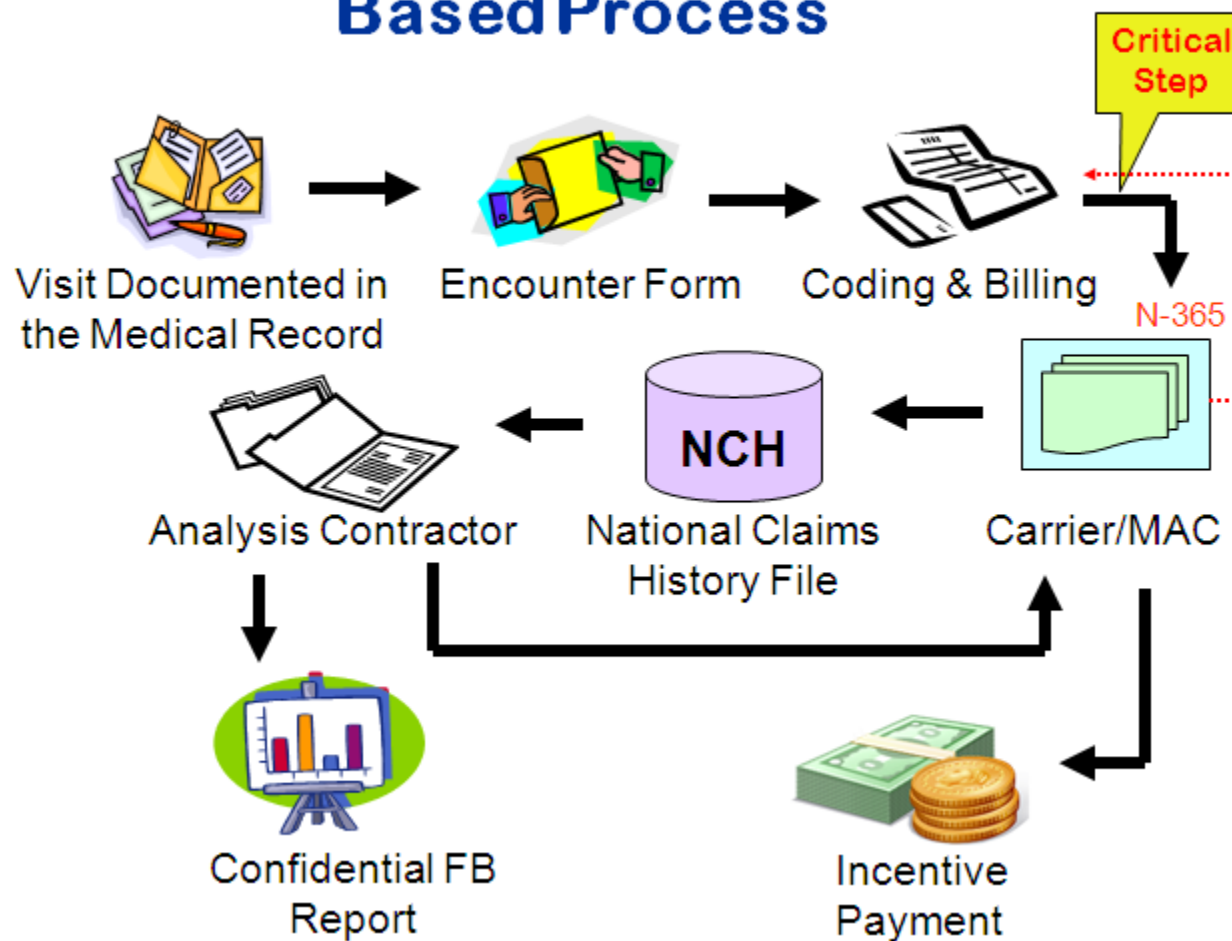 Based Process
Critical
Step
Visit Documented in
the Medical Record
Encounter Form
Coding & Billing
N-365
Analysis Contractor
NCH
National Claims
History File
Carrier/MAC
Confidential FB
Report
Incentive
Payment